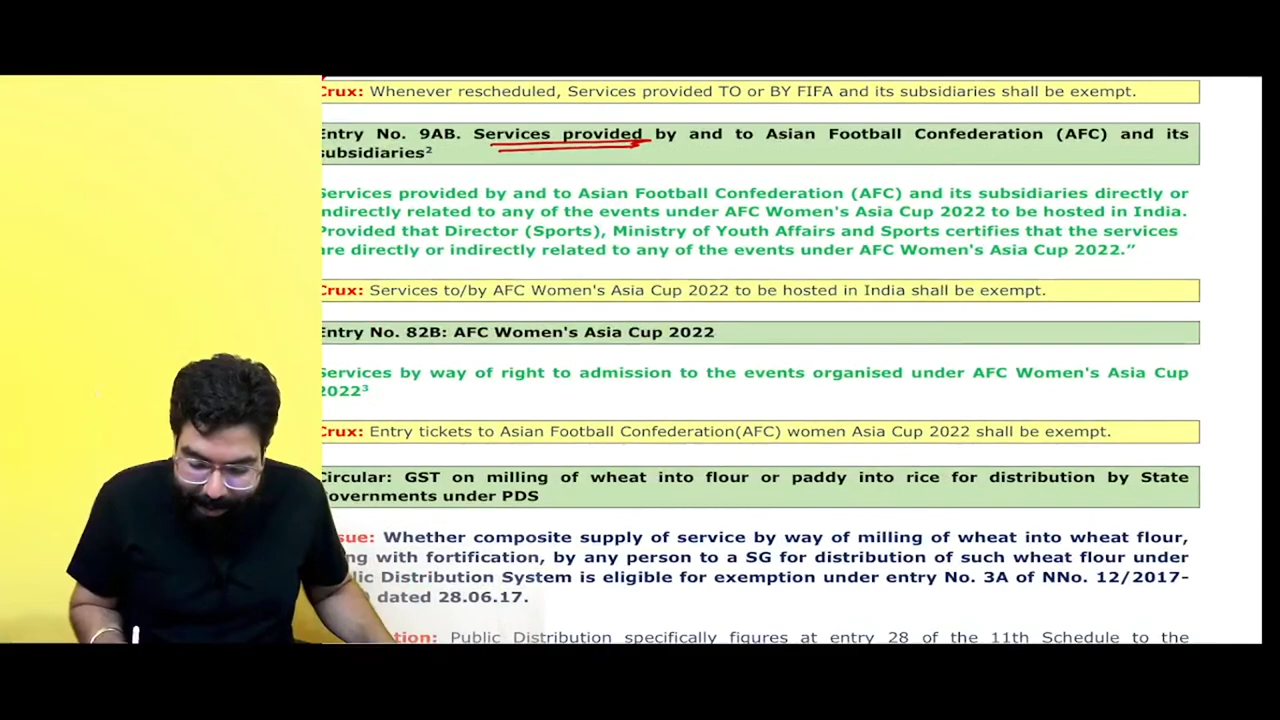 Crux: Whenever rescheduled, Services provided TO or BY FIFA and its subsidiaries shall be exempt.
Entry No. 9AB. Services provided by and to Asian Football Confederation (AFC) and its
subsidiaries²
Services provided by and to Asian Football Confederation (AFC) and its subsidiaries directly or
indirectly related to any of the events under AFC Women's Asia Cup 2022 to be hosted in India.
Provided that Director (Sports), Ministry of Youth Affairs and Sports certifies that the services
are directly or indirectly related to any of the events under AFC Women's Asia Cup 2022.”
Crux: Services to/by AFC Women's Asia Cup 2022 to be hosted in India shall be exempt.
Entry No. 82B: AFC Women's Asia Cup 2022
Services by way of right to admission to the events organised under AFC Women's Asia Cup
2022³
Crux: Entry tickets to Asian Football Confederation(AFC) women Asia Cup 2022 shall be exempt.
Circular: GST on milling of wheat into flour or paddy into rice for distribution by State
Governments under PDS
sue: Whether composite supply of service by way of milling of wheat into wheat flour,
ng with fortification, by any person to a SG for distribution of such wheat flour under
lic Distribution System is eligible for exemption under entry No. 3A of NNo. 12/2017-
dated 28.06.17.
tion: Public Distribution specifically figures at entry 28 of the 11th Schedule to the